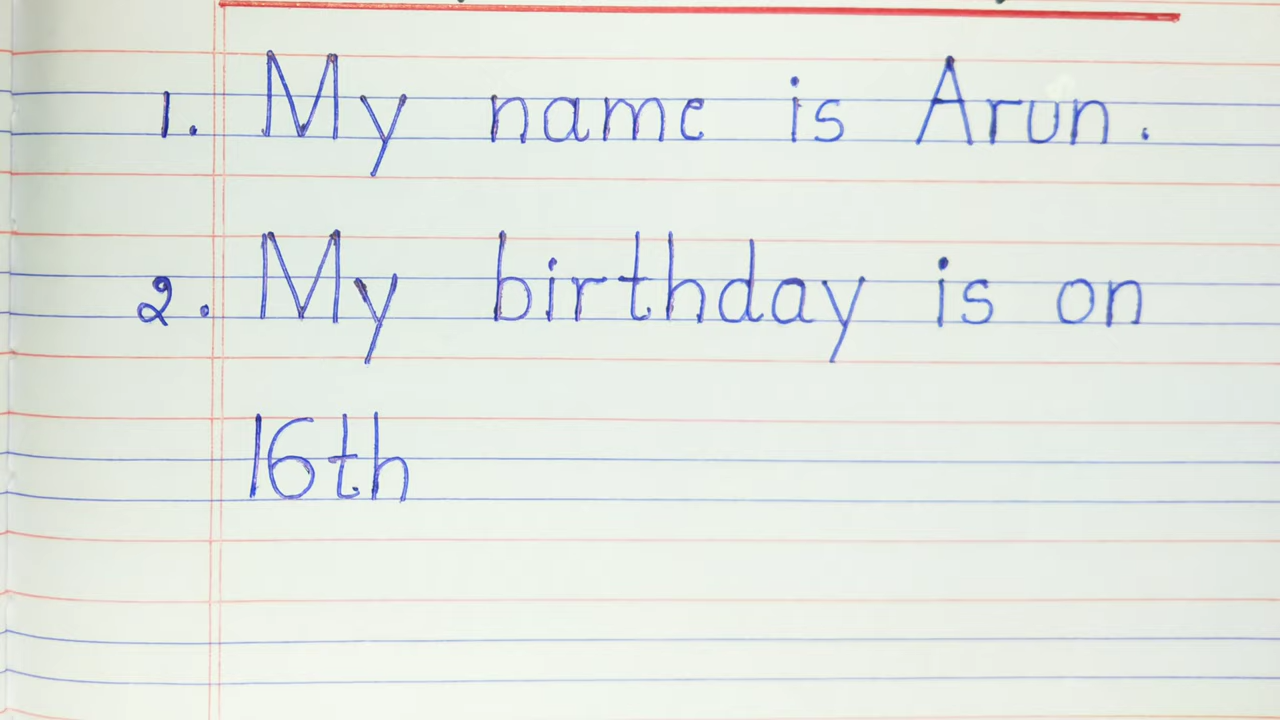 1. My name is Arun.
2. My birthday is on
16th